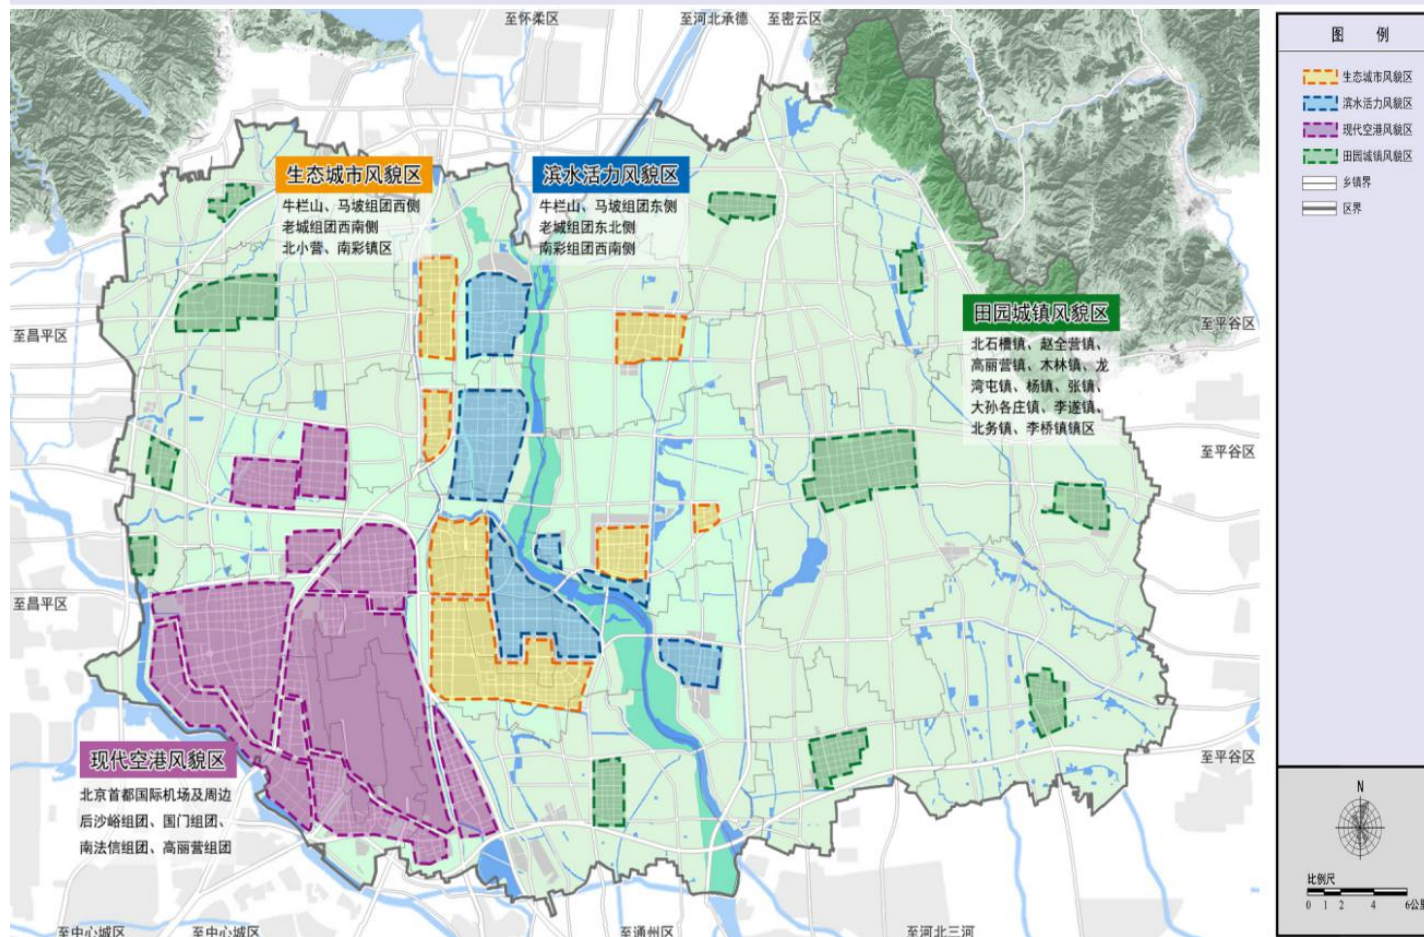 至怀柔区
至河北承德
至密云区
图 例
生态城市风貌区
滨水活力风貌区
现代空港风貌区
田园城镇风貌区
乡镇界
区界
生态城市风貌区
牛栏山、马坡组团西侧
老城组团西南侧
北小营、南彩镇区
滨水活力风貌区
牛栏山、马坡组团东侧
老城组团东北侧
南彩组团西南侧
田园城镇风貌区
北石槽镇、赵全营镇、
高丽营镇、木林镇、龙
湾屯镇、杨镇、张镇、
大孙各庄镇、李遂镇、
北务镇、李桥镇镇区
至昌平区
至平谷区
至平谷区
至昌平区
至平谷区
现代空港风貌区
北京首都国际机场及周边
后沙峪组团、国门组团、
南法信组团、高丽营组团
N
比例尺
0 1 2 4 6公里
至中心城区
至中心城区
至通州区
至河北三河